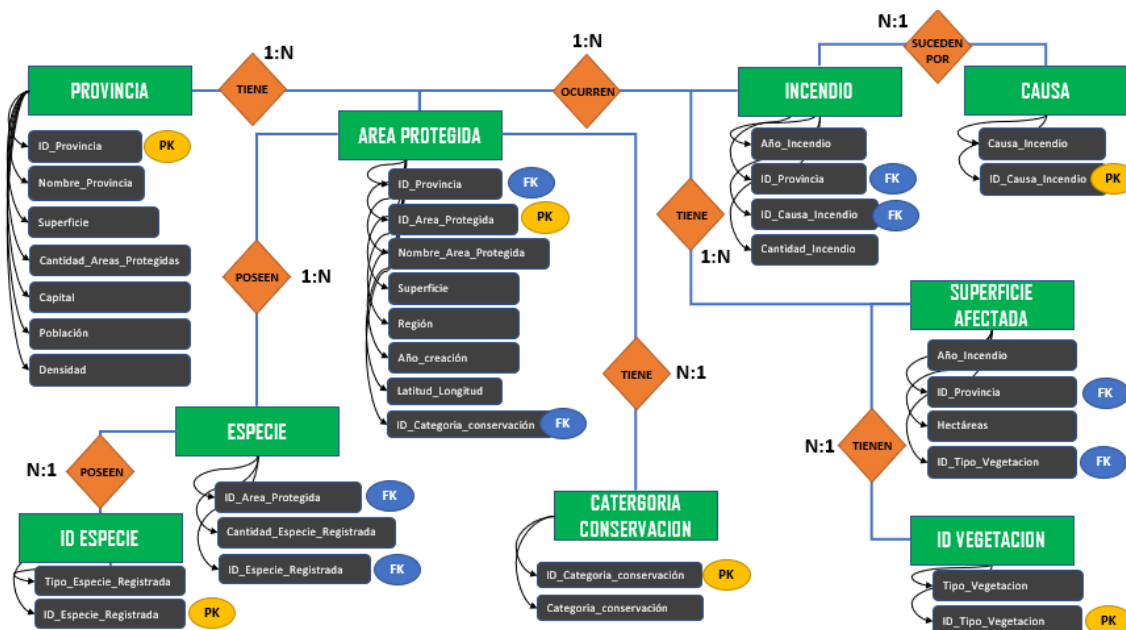 1:N
1:N
N:1
PROVINCIA
TIENE
OCURREN
INCENDIO
SUCEDEN
POR
CAUSA
ID_Provincia
PK
Nombre_Provincia
Superficie
Cantidad_Areas_Protegidas
Capital
Población
Densidad
AREA PROTEGIDA
ID_Provincia
FK
ID_Area_Protegida
PK
Nombre_Area_Protegida
Superficie
Región
Año_creación
Latitud_Longitud
ID_Categoria_conservación
FK
Año_Incendio
ID_Provincia
FK
ID_Causa_Incendio
FK
Cantidad_Incendio
Causa_Incendio
ID_Causa_Incendio
PK
TIENE
1:N
POSEEN
1:N
TIENE
N:1
SUPERFICIE
AFECTADA
Año_Incendio
ID_Provincia
FK
Hectáreas
ID_Tipo_Vegetacion
FK
N:1
TIENEN
ESPECIE
ID_Area_Protegida
FK
Cantidad_Especie_Registrada
ID_Especie_Registrada
FK
N:1
POSEEN
ID ESPECIE
Tipo_Especie_Registrada
ID_Especie_Registrada
PK
CATERGORIA
CONSERVACION
ID_Categoria_conservación
PK
Categoria_conservación
ID VEGETACION
Tipo_Vegetacion
ID_Tipo_Vegetacion
PK